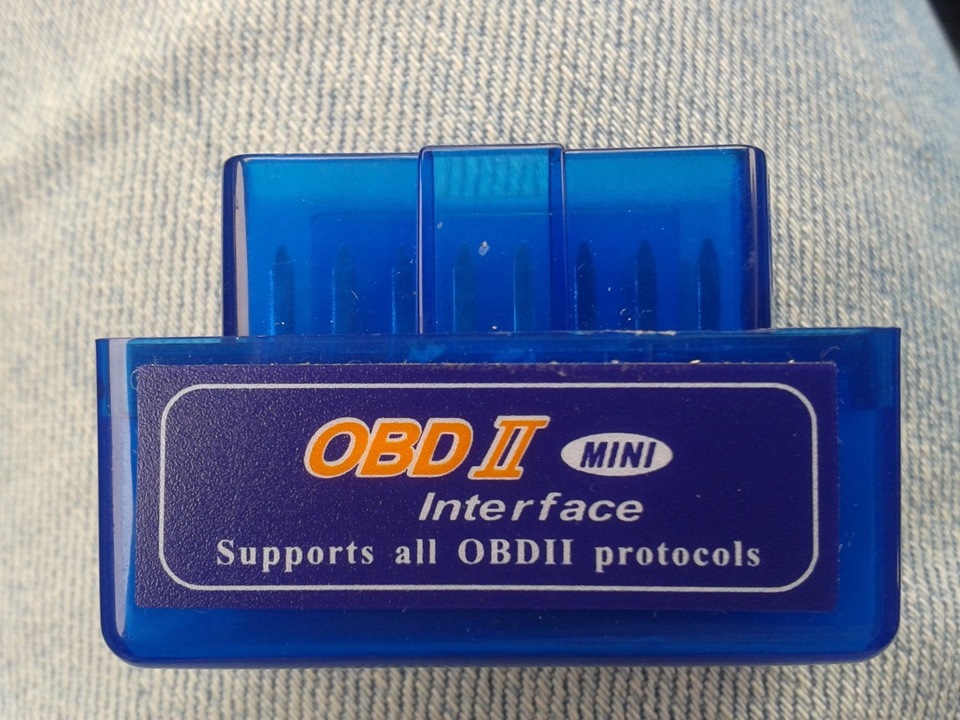 OBD II MINI
Interface
Supports all OBDII protocols